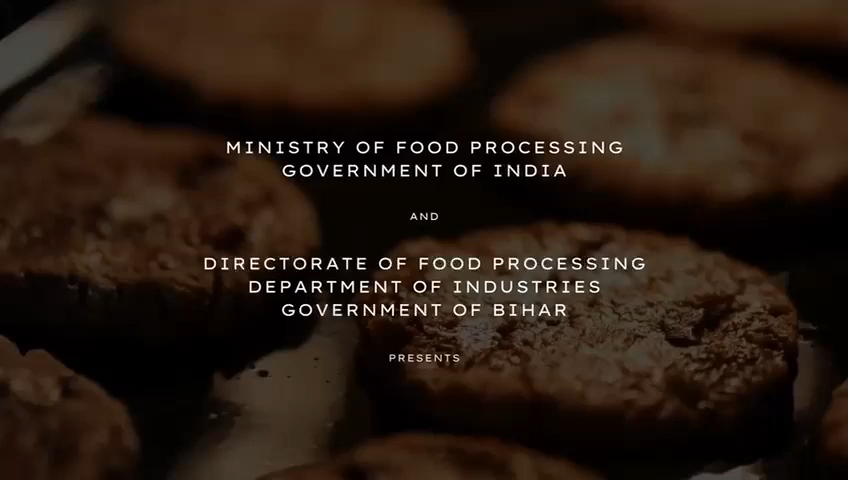 MINISTRY OF FOOD PROCESSING
GOVERNMENT OF INDIA
AND
DIRECTORATE OF FOOD PROCESSING
DEPARTMENT OF INDUSTRIES
GOVERNMENT OF BIHAR
PRESENTS